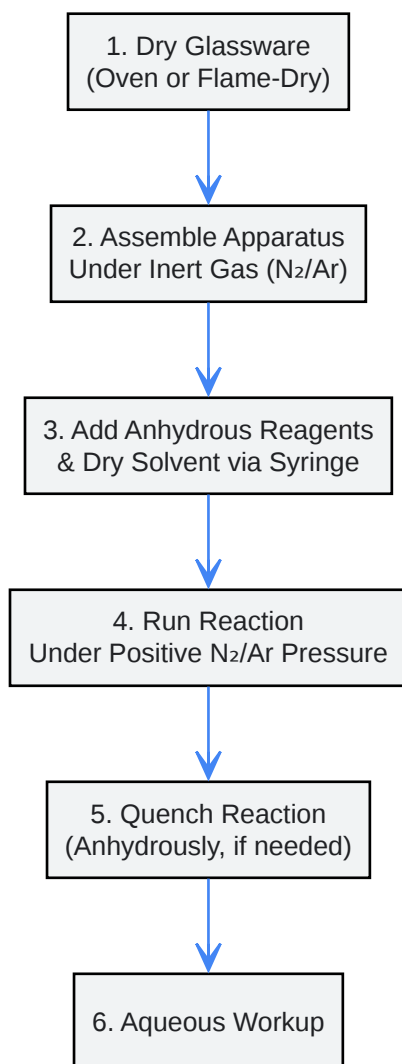 1. Dry Glassware
(Oven or Flame-Dry)
2. Assemble Apparatus
Under Inert Gas (N₂/Ar)
3. Add Anhydrous Reagents
& Dry Solvent via Syringe
4. Run Reaction
Under Positive N₂/Ar Pressure
5. Quench Reaction
(Anhydrously, if needed)
6. Aqueous Workup